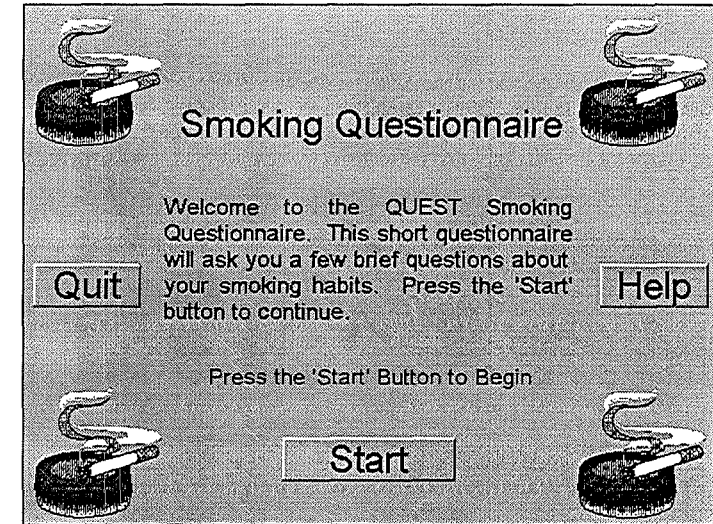 Smoking Questionnaire
Welcome to the QUEST Smoking
Questionnaire. This short questionnaire
will ask you a few brief questions about
your smoking habits. Press the 'Start'
button to continue.
Quit
Help
Press the 'Start' Button to Begin
Start